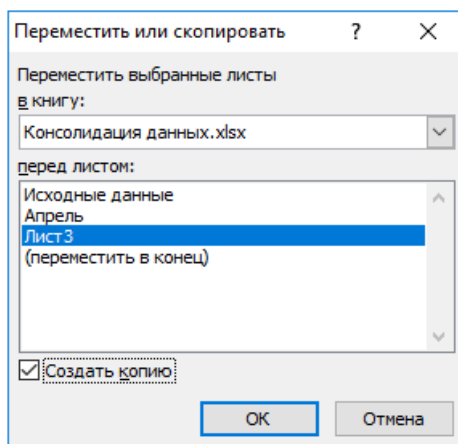 Переместить или скопировать ?
Переместить выбранные листы
в книгу:
Консолидация данных.xlsx
перед листом:
Исходные данные
Апрель
Лист3
(переместить в конец)
Создать копию
ОК Отмена